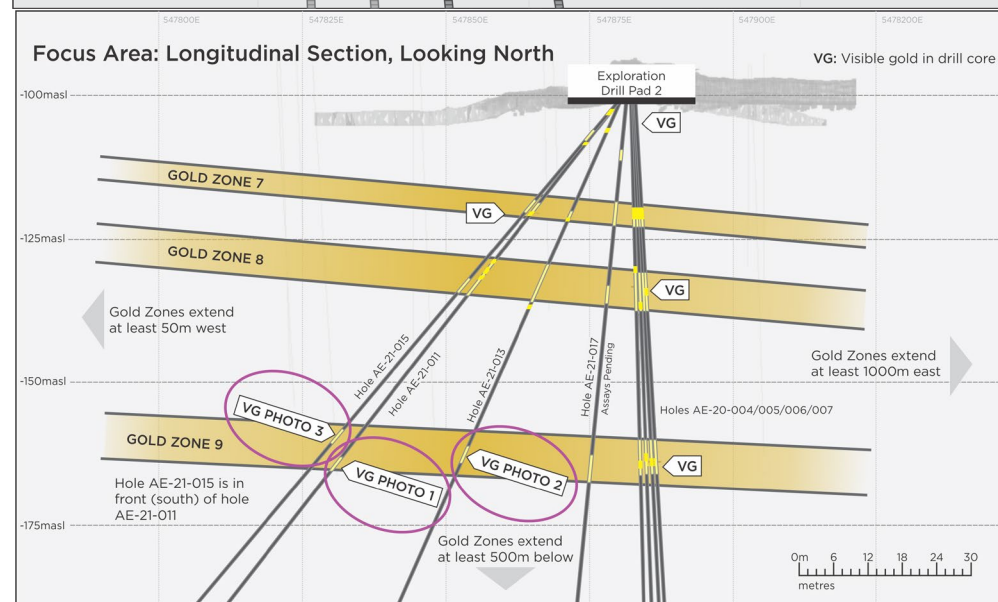 547800E
547825E
547850E
547875E
547900E
5478200E
Focus Area: Longitudinal Section, Looking North
VG: Visible gold in drill core
Exploration
Drill Pad 2
-100masl
VG
GOLD ZONE 7
VG
-125masl
GOLD ZONE 8
VG
Gold Zones extend
at least 50m west
Hole AE-21-015
Hole AE-21-011
Hole AE-21-013
Hole AE-21-017
Assays Pending
Gold Zones extend
at least 1000m east
-150masl
Holes AE-20-004/005/006/007
VG PHOTO 3
GOLD ZONE 9
VG PHOTO 1
VG PHOTO 2
VG
Hole AE-21-015 is in
front (south) of hole
AE-21-011
-175masl
Gold Zones extend
at least 500m below
0m 6 12 18 24 30
metres